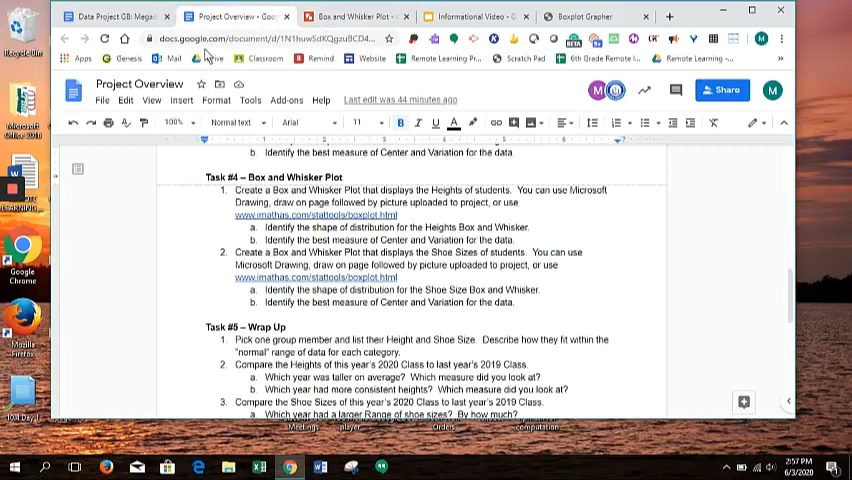 Recycle Bin
Microsoft Office 2016
Google Chrome
Mozilla Firefox
10/4 Day 1
Data Project GB: Megan
Project Overview - Goo
Box and Whisker Plot -
Informational Video - G
Boxplot Grapher
docs.google.com/document/d/1N1huwSdKQgzuBCD4...
Apps
Genesis
Mail
Drive
Classroom
Remind
Website
Remote Learning Pr...
Scratch Pad
6th Grade Remote l...
Remote Learning -...
Project Overview
File Edit View Insert Format Tools Add-ons Help Last edit was 44 minutes ago
Share
M
100% Normal text Arial 11 B I U A
b. Identify the best measure of Center and Variation for the data.
Task #4 – Box and Whisker Plot
1. Create a Box and Whisker Plot that displays the Heights of students. You can use Microsoft
Drawing, draw on page followed by picture uploaded to project, or use
www.imathas.com/stattools/boxplot.html
a. Identify the shape of distribution for the Heights Box and Whisker.
b. Identify the best measure of Center and Variation for the data.
2. Create a Box and Whisker Plot that displays the Shoe Sizes of students. You can use
Microsoft Drawing, draw on page followed by picture uploaded to project, or use
www.imathas.com/stattools/boxplot.html
a. Identify the shape of distribution for the Shoe Size Box and Whisker.
b. Identify the best measure of Center and Variation for the data.
Task #5 – Wrap Up
1. Pick one group member and list their Height and Shoe Size. Describe how they fit within the
"normal" range of data for each category.
2. Compare the Heights of this year's 2020 Class to last year's 2019 Class.
a. Which year was taller on average? Which measure did you look at?
b. Which year had more consistent heights? Which measure did you look at?
3. Compare the Shoe Sizes of this year's 2020 Class to last year's 2019 Class.
a. Which year had a larger Range of shoe sizes? By how much?
Meetings
player
Orders
computation
2:57 PM
6/3/2020